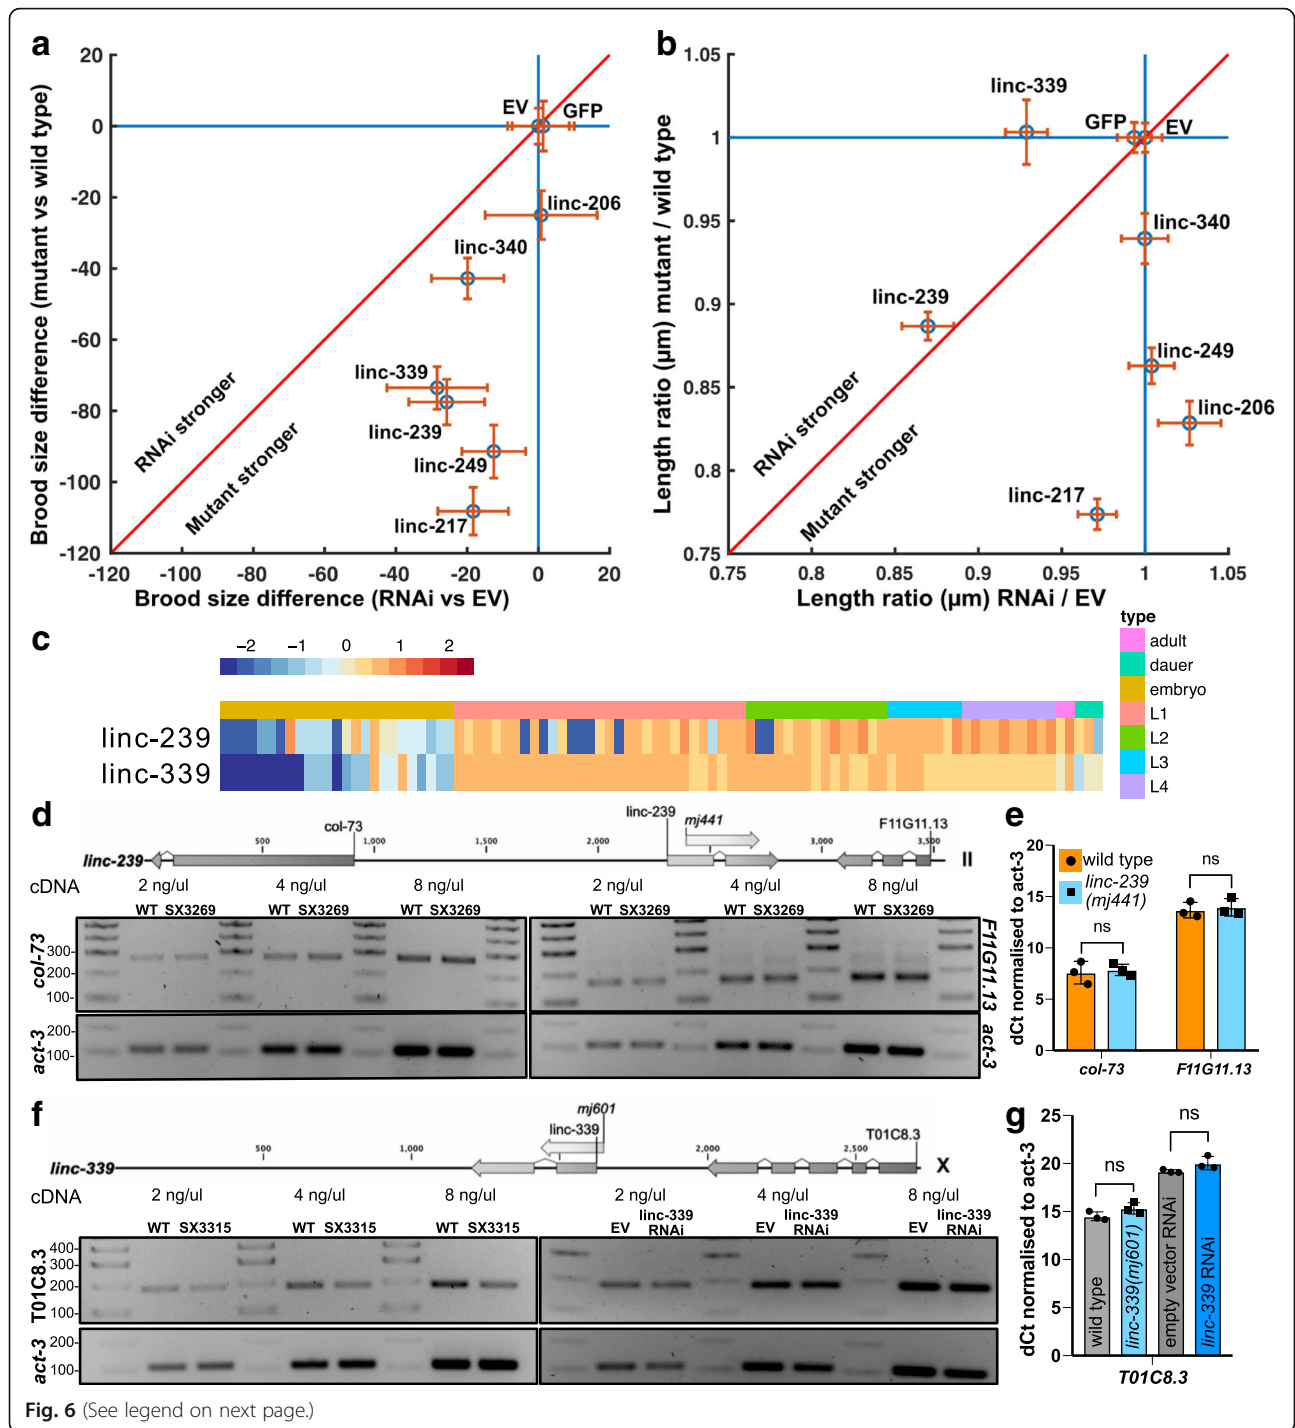 a
20
0
-20
-40
-60
-80
-100
-120
-120 -100 -80 -60 -40 -20 0 20
Brood size difference (mutant vs wild type)
Brood size difference (RNAi vs EV)
EV
GFP
linc-206
linc-340
linc-339
linc-239
linc-249
linc-217
RNAi stronger
Mutant stronger
b
1.05
1
0.95
0.9
0.85
0.8
0.75
0.75 0.8 0.85 0.9 0.95 1 1.05
Length ratio (µm) mutant / wild type
Length ratio (µm) RNAi / EV
linc-339
GFP
EV
linc-340
linc-239
linc-249
linc-206
linc-217
RNAi stronger
Mutant stronger
c
−2 −1 0 1 2
linc-239
linc-339
type
adult
dauer
embryo
L1
L2
L3
L4
d
linc-239
col-73
linc-239
mj441
F11G11.13
500 1,000 1,500 2,000 3,000 3,500
II
cDNA
2 ng/ul 4 ng/ul 8 ng/ul 2 ng/ul 4 ng/ul 8 ng/ul
WT SX3269 WT SX3269 WT SX3269 WT SX3269 WT SX3269 WT SX3269
col-73
300-
200-
100-
F11G11.13
act-3
200-
100-
act-3
e
20
15
10
5
0
dCt normalised to act-3
wild type
linc-239
(mj441)
ns
ns
col-73 F11G11.13
f
linc-339
mj601
linc-339
T01C8.3
500 1,000 2,000 2,500
X
cDNA
2 ng/ul 4 ng/ul 8 ng/ul 2 ng/ul 4 ng/ul 8 ng/ul
WT SX3315 WT SX3315 WT SX3315
EV linc-339 RNAi EV linc-339 RNAi EV linc-339 RNAi
T01C8.3
400-
300-
200-
100-
act-3
200-
100-
g
25
20
15
10
5
0
dCt normalised to act-3
ns
ns
wild type
linc-339(mj601)
empty vector RNAi
linc-339 RNAi
T01C8.3
Fig. 6 (See legend on next page.)